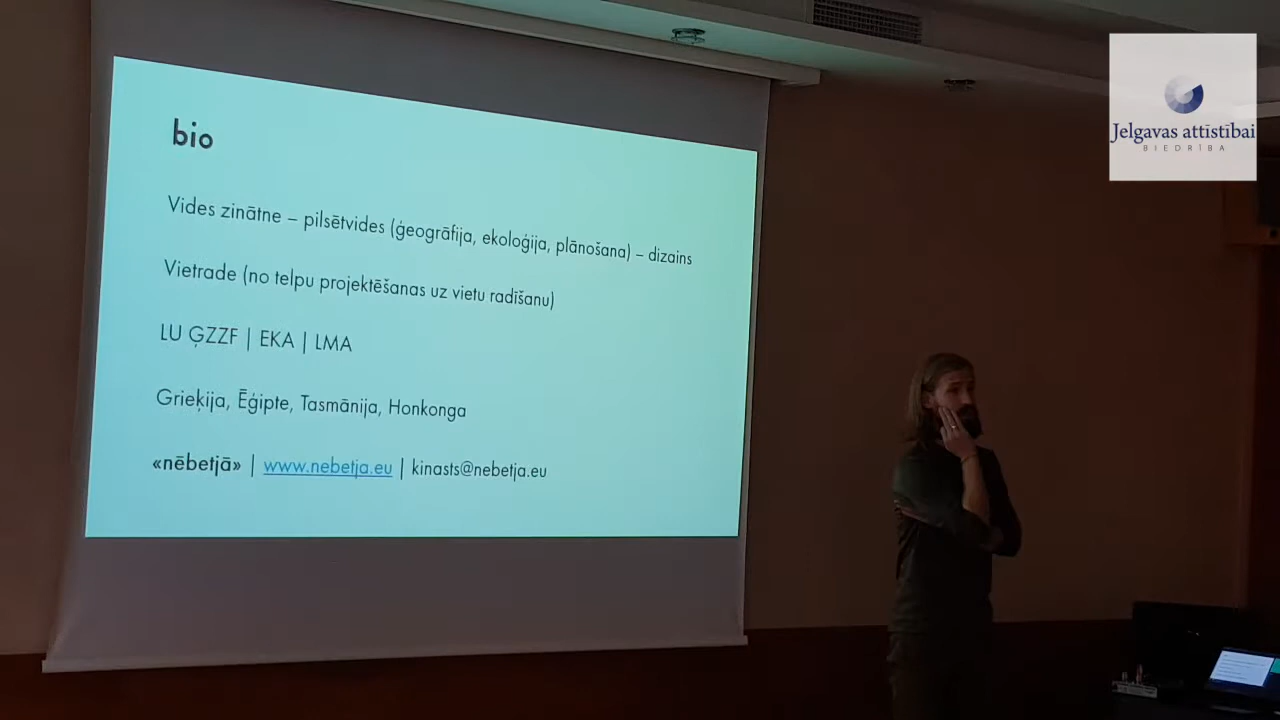 bio
Vides zinātne – pilsētvides (ģeogrāfija, ekoloģija, plānošana) – dizains
Vietrade (no telpu projektēšanas uz vietu radīšanu)
LU ĢZZF | EKA | LMA
Grieķija, Ēģipte, Tasmānija, Honkonga
«nēbetjā» | www.nebetja.eu | kinasts@nebetja.eu
Jelgavas attīstībai
BIEDRĪBA